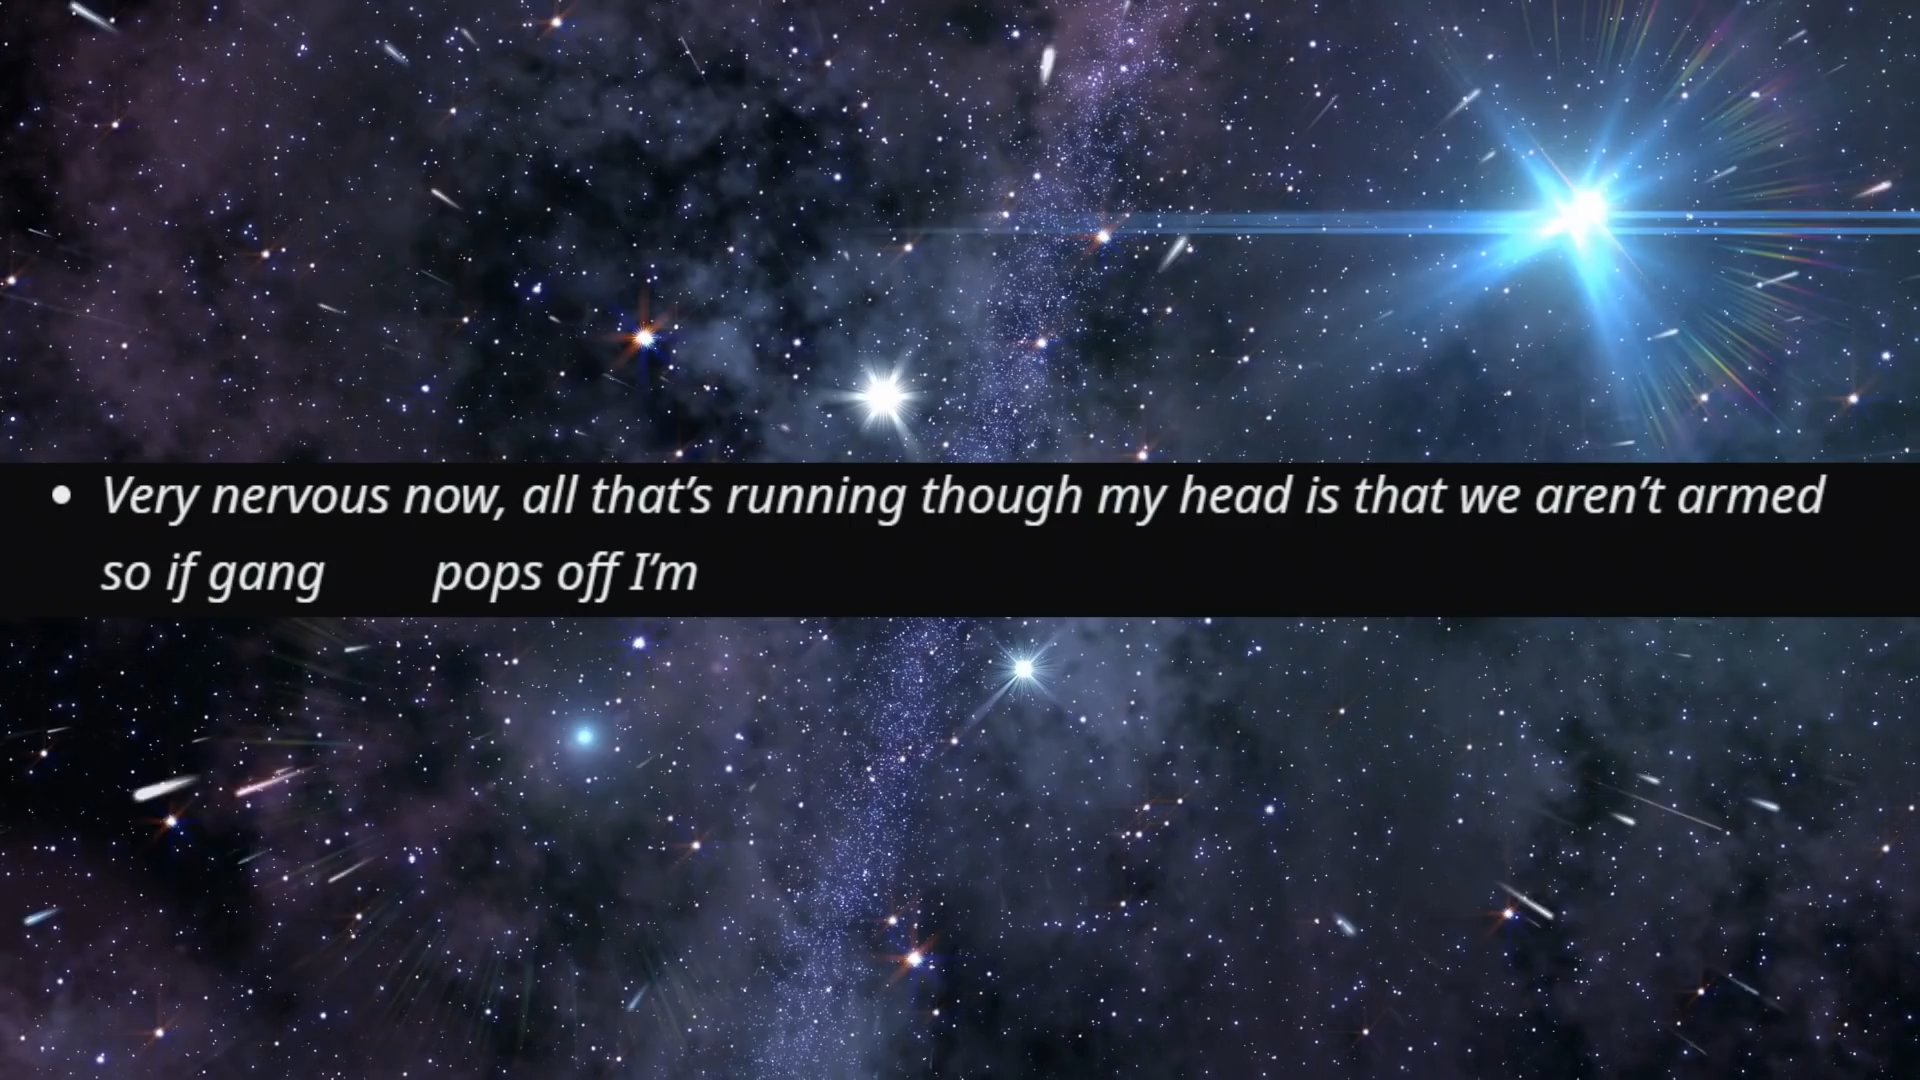 • Very nervous now, all that’s running though my head is that we aren’t armed
so if gang pops off I’m